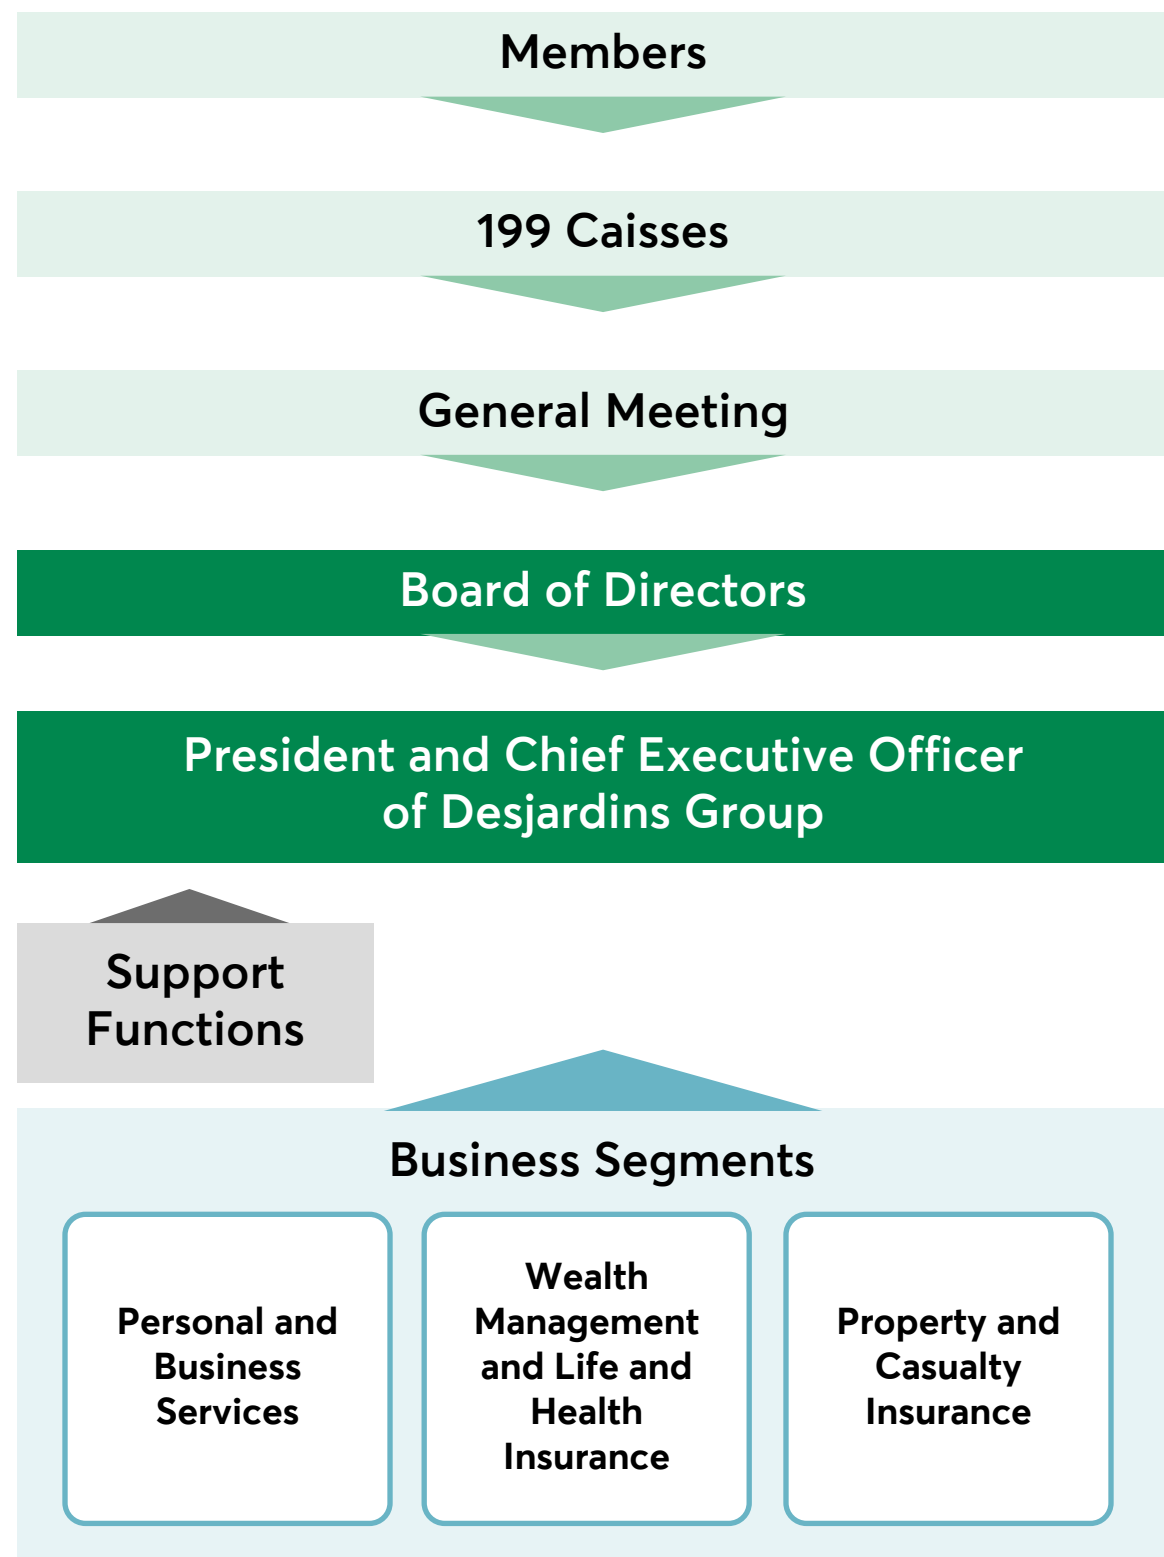 Members
199 Caisses
General Meeting
Board of Directors
President and Chief Executive Officer
of Desjardins Group
Support
Functions
Business Segments
Personal and
Business
Services
Wealth
Management
and Life and
Health
Insurance
Property and
Casualty
Insurance